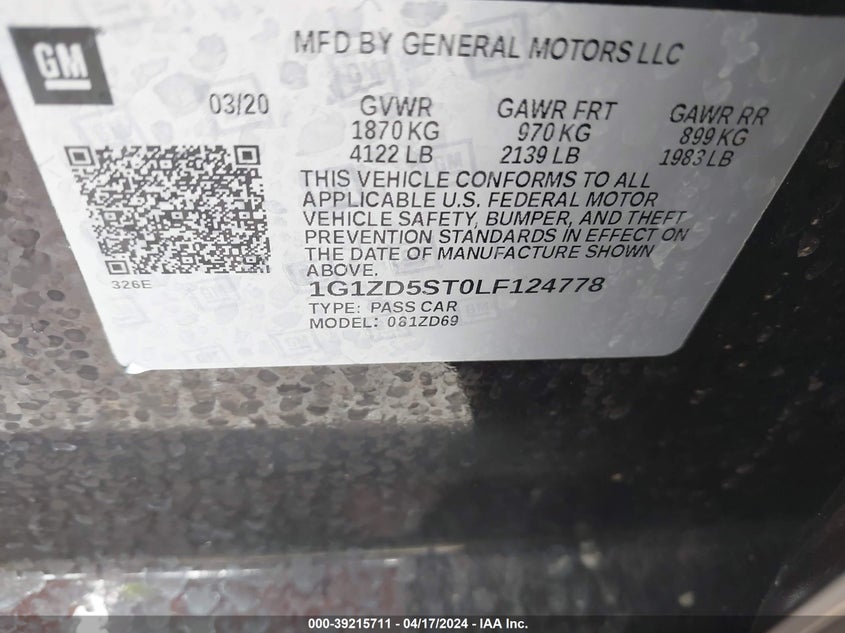 GM
MFD BY GENERAL MOTORS LLC
03/20 GVWR GAWR FRT GAWR RR
1870 KG 970 KG 899 KG
4122 LB 2139 LB 1983 LB
THIS VEHICLE CONFORMS TO ALL
APPLICABLE U.S. FEDERAL MOTOR
VEHICLE SAFETY, BUMPER, AND THEFT
PREVENTION STANDARDS IN EFFECT ON
THE DATE OF MANUFACTURE SHOWN
ABOVE.
326E
1G1ZD5ST0LF124778
TYPE: PASS CAR
MODEL: 081ZD69
000-39215711 - 04/17/2024 - IAA Inc.